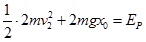 1/2 · 2mv₂² + 2mgx₀ = E_P